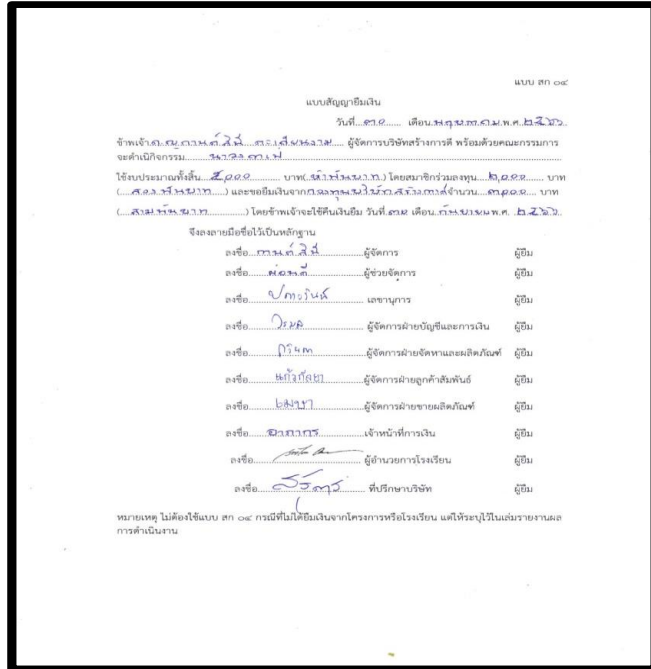 แบบ สก ๐๔
แบบสัญญายืมเงิน
วันที่...๓๐...... เดือน.พฤษภาคม.พ.ศ.๒๕๖๖
ข้าพเจ้า ..... ผู้จัดการบริษัทสร้างการดี พร้อมด้วยคณะกรรมการ
จะดำเนินกิจกรรม
ใช้งบประมาณทั้งสิ้น....๕,๐๐๐.......... บาท(.ห้าพันบาท.) โดยสมาชิกร่วมลงทุน...๒,๐๐๐..... บาท
(....สองพันบาท....) และขอยืมเงินจาก จำนวน...๓,๐๐๐.... บาท
(....สามพันบาท............) โดยข้าพเจ้าจะใช้คืนเงินยืม วันที่.๓๐ เดือน.กันยายน.พ.ศ. ๒๕๖๖.
จึงลงลายมือชื่อไว้เป็นหลักฐาน
ลงชื่อ....กานต์สินี......ผู้จัดการ ผู้ยืม
ลงชื่อ....พ่อนดี......ผู้ช่วยจัดการ ผู้ยืม
ลงชื่อ........ เลขานุการ ผู้ยืม
ลงชื่อ........ ผู้จัดการฝ่ายบัญชีและการเงิน ผู้ยืม
ลงชื่อ........ผู้จัดการฝ่ายจัดหาและผลิตภัณฑ์ ผู้ยืม
ลงชื่อ....แก้วกัลยา....ผู้จัดการฝ่ายลูกค้าสัมพันธ์ ผู้ยืม
ลงชื่อ....เมษา....ผู้จัดการฝ่ายขายผลิตภัณฑ์ ผู้ยืม
ลงชื่อ....อาภากร......เจ้าหน้าที่การเงิน ผู้ยืม
ลงชื่อ........ ผู้อำนวยการโรงเรียน ผู้ยืม
ลงชื่อ........ ที่ปรึกษาบริษัท ผู้ยืม
หมายเหตุ ไม่ต้องใช้แบบ สก ๐๔ กรณีที่ไม่ได้ยืมเงินจากโครงการหรือโรงเรียน แต่ให้ระบุไว้ในเล่มรายงานผล
การดำเนินงาน